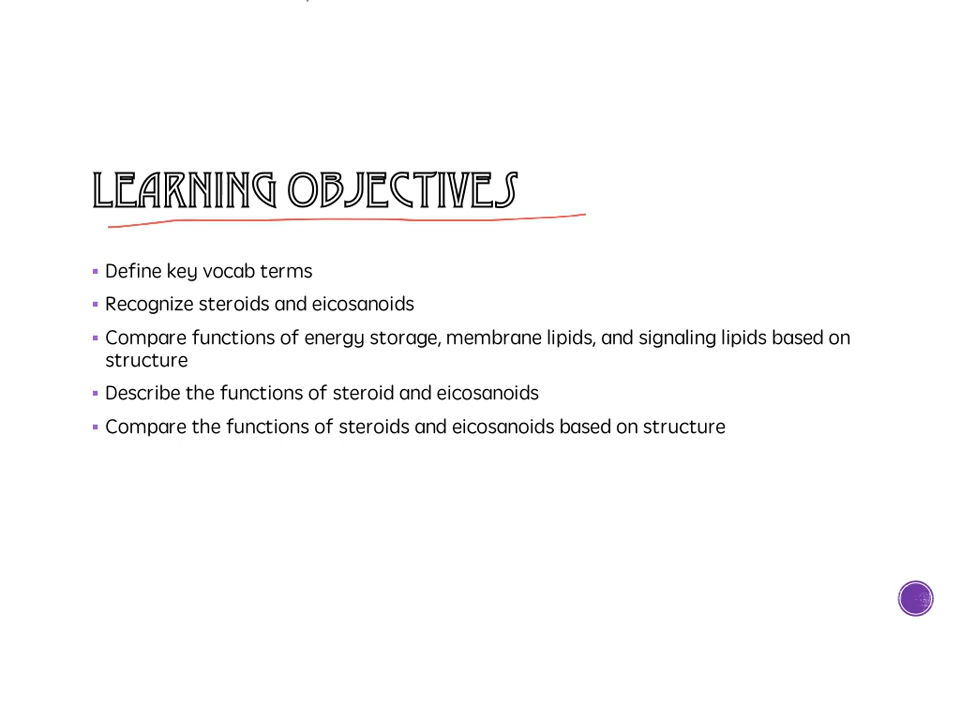 LEARNING OBJECTIVES
▪ Define key vocab terms
▪ Recognize steroids and eicosanoids
▪ Compare functions of energy storage, membrane lipids, and signaling lipids based on
structure
▪ Describe the functions of steroid and eicosanoids
▪ Compare the functions of steroids and eicosanoids based on structure